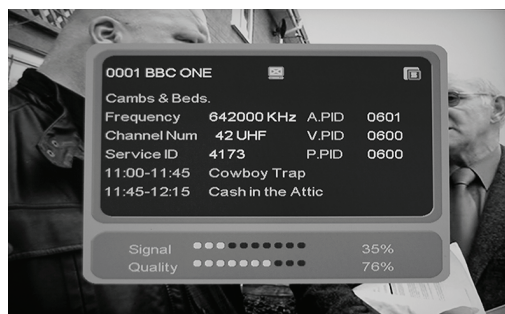 0001 BBC ONE
Cambs & Beds.
Frequency 642000 KHz A.PID 0601
Channel Num 42 UHF V.PID 0600
Service ID 4173 P.PID 0600
11:00-11:45 Cowboy Trap
11:45-12:15 Cash in the Attic
Signal 35%
Quality 76%